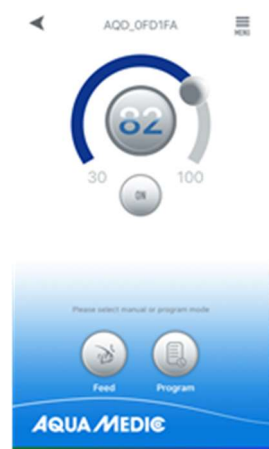 AQD_0FD1FA
MENU
82
30 100
ON
Please select manual or program mode
Feed Program
AQUA MEDIC